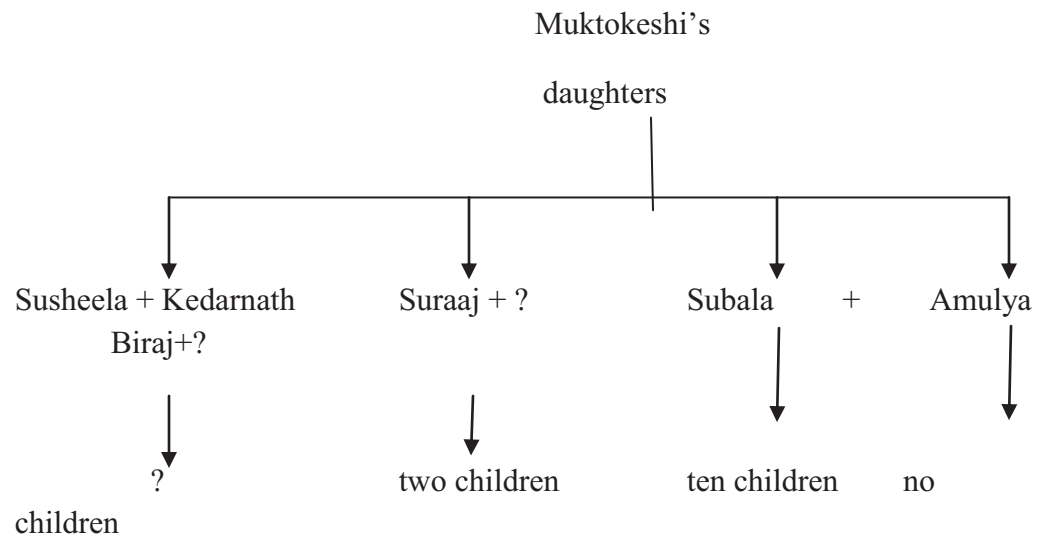 Muktokeshi’s
daughters
Susheela + Kedarnath Suraaj + ? Subala + Amulya
Biraj+?
? two children ten children no
children